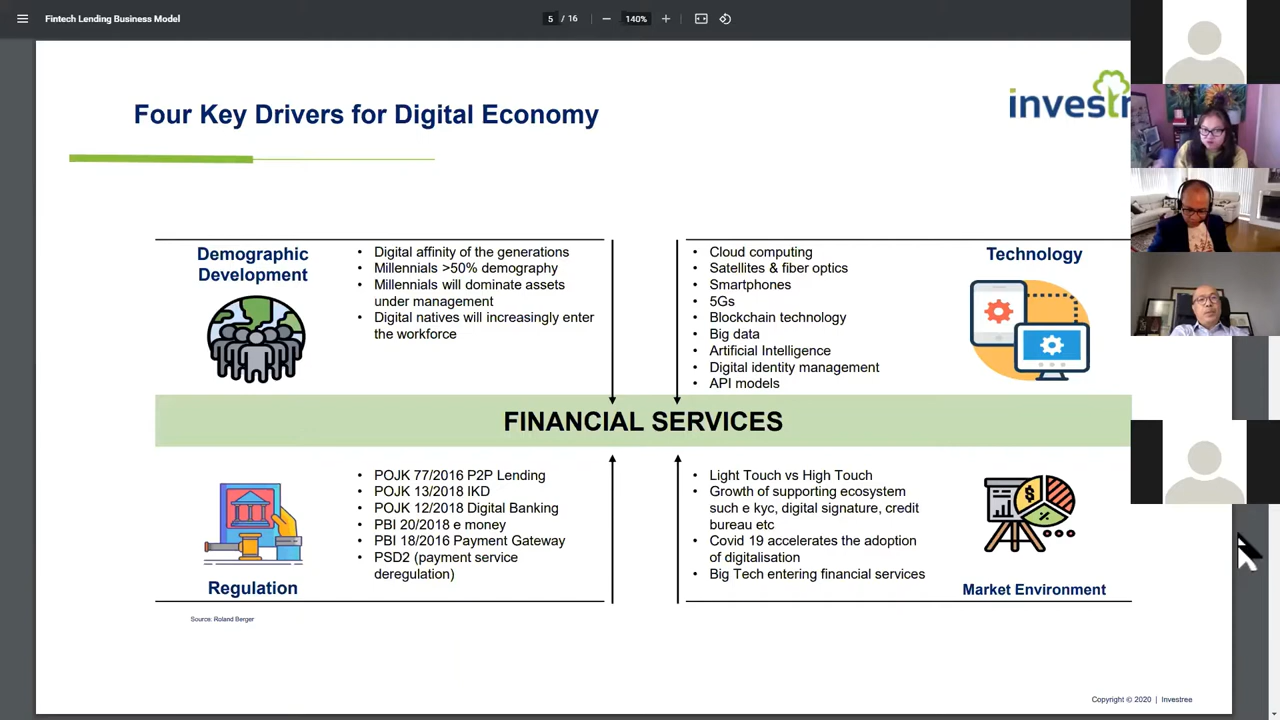 Fintech Lending Business Model
5 / 16
140%
Four Key Drivers for Digital Economy
Demographic
Development
• Digital affinity of the generations
• Millennials >50% demography
• Millennials will dominate assets
under management
• Digital natives will increasingly enter
the workforce
• Cloud computing
• Satellites & fiber optics
• Smartphones
• 5Gs
• Blockchain technology
• Big data
• Artificial Intelligence
• Digital identity management
• API models
Technology
FINANCIAL SERVICES
• POJK 77/2016 P2P Lending
• POJK 13/2018 IKD
• POJK 12/2018 Digital Banking
• PBI 20/2018 e money
• PBI 18/2016 Payment Gateway
• PSD2 (payment service
deregulation)
Regulation
• Light Touch vs High Touch
• Growth of supporting ecosystem
such e kyc, digital signature, credit
bureau etc
• Covid 19 accelerates the adoption
of digitalisation
• Big Tech entering financial services
Market Environment
Source: Roland Berger
Copyright © 2020 | Investree